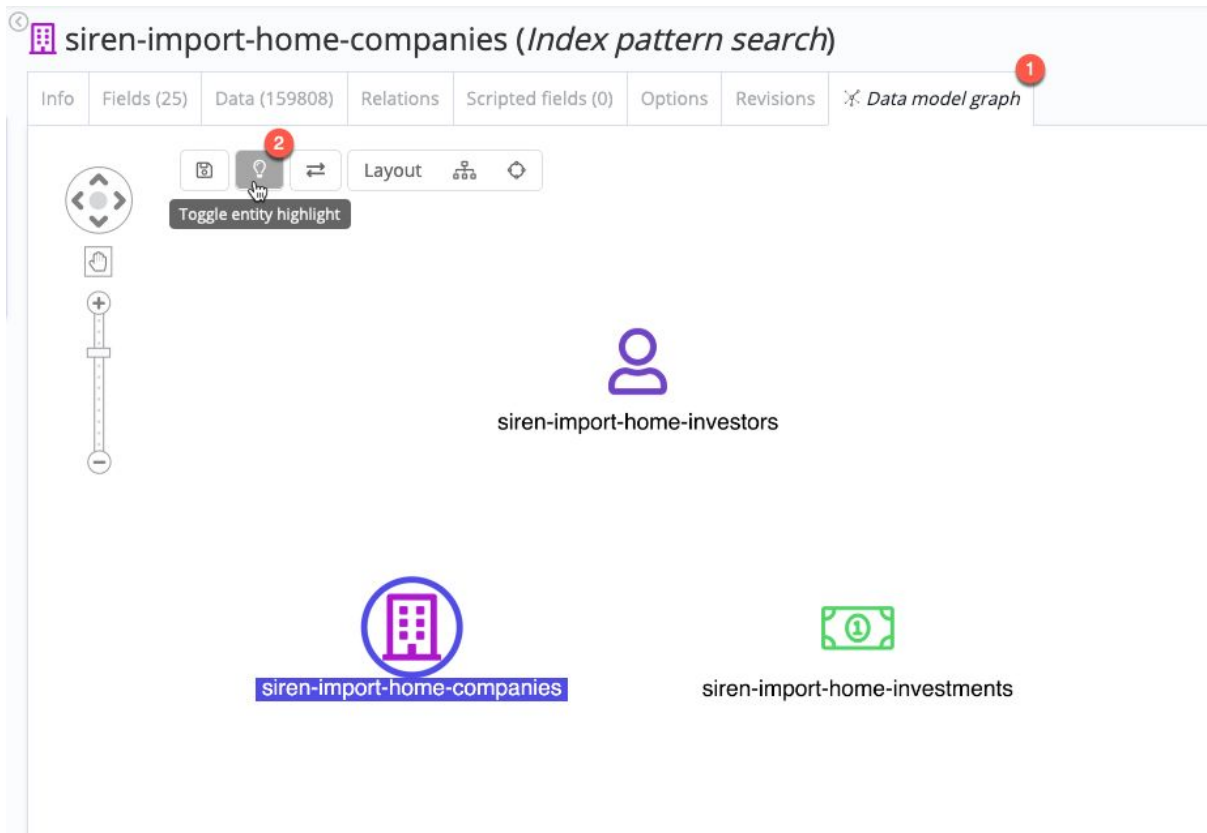 siren-import-home-companies (Index pattern search)
1
Info Fields (25) Data (159808) Relations Scripted fields (0) Options Revisions Data model graph
2
Layout
Toggle entity highlight
siren-import-home-investors
1
siren-import-home-companies
siren-import-home-investments